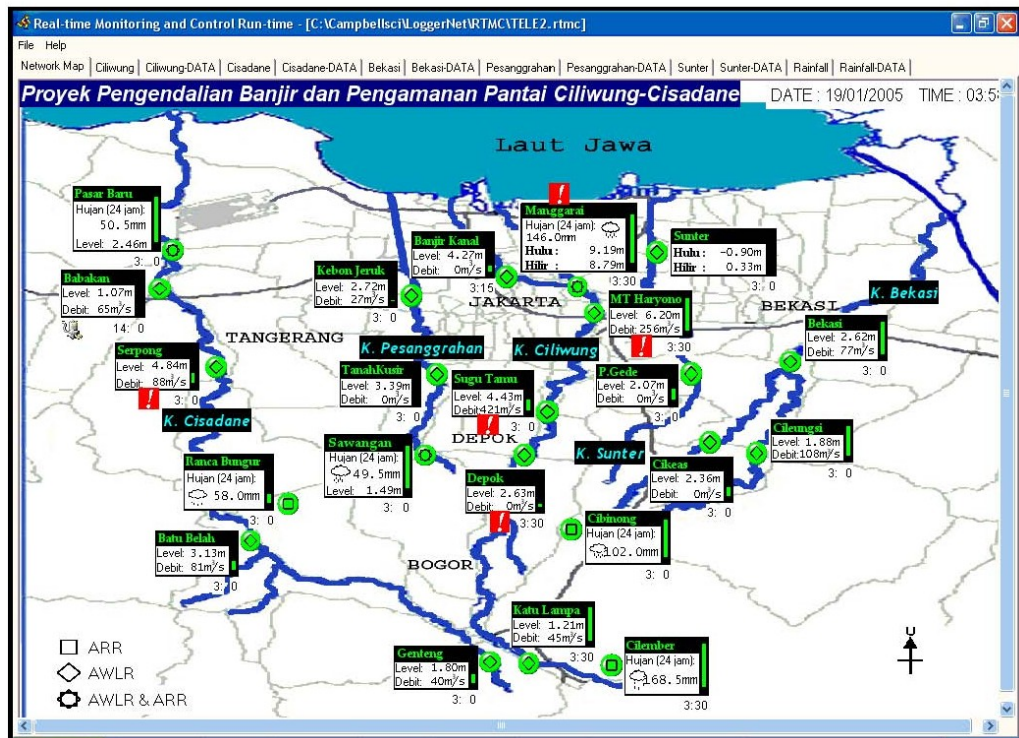 Real-time Monitoring and Control Run-time - [C:\Campbellsci\LoggerNet\RTMC\TELE2.rtmc]
File Help
Network Map Ciliwung Ciliwung-DATA Cisadane Cisadane-DATA Bekasi Bekasi-DATA Pesanggrahan Pesanggrahan-DATA Sunter Sunter-DATA Rainfall Rainfall-DATA
Proyek Pengendalian Banjir dan Pengamanan Pantai Ciliwung-Cisadane
DATE : 19/01/2005 TIME : 03:5
Laut Jawa
Pasar Baru
Hujan (24 jam):
50.5mm
Level: 2.46m
3: 0
Babakan
Level: 1.07m
Debit: 65m³/s
14: 0
Kebon Jeruk
Level: 2.72m
Debit: 27m³/s
3: 0
Banjir Kanal
Level: 4.27m
Debit: 0m³/s
3:15
!
Manggarai
Hujan (24 jam):
146.0mm
Hulu : 9.19m
Hilir : 8.79m
3:30
Sunter
Hulu : -0.90m
Hilir : 0.33m
3: 0
JAKARTA
MT Haryono
Level: 6.20m
Debit: 256m³/s
!
3:30
BEKASI
K. Bekasi
Bekasi
Level: 2.62m
Debit: 77m³/s
3: 0
TANGERANG
K. Pesanggrahan
K. Ciliwung
Serpong
Level: 4.84m
Debit: 88m³/s
!
3: 0
TanahKusir
Level: 3.39m
Debit: 0m³/s
3: 0
Sugu Tamu
Level: 4.43m
Debit: 421m³/s
!
3: 0
P.Gede
Level: 2.07m
Debit: 0m³/s
3: 0
K. Cisadane
DEPOK
K. Sunter
Cileungsi
Level: 1.88m
Debit: 108m³/s
3: 0
Sawangan
Hujan (24 jam):
49.5mm
Level: 1.49m
3: 0
Ranca Bungur
Hujan (24 jam):
58.0mm
3: 0
Depok
Level: 2.63m
Debit: 0m³/s
!
3:30
Cikeas
Level: 2.36m
Debit: 0m³/s
3: 0
Cibinong
Hujan (24 jam):
102.0mm
3: 0
Batu Belah
Level: 3.13m
Debit: 81m³/s
3: 0
BOGOR
Katu Lampa
Level: 1.21m
Debit: 45m³/s
3:30
Genteng
Level: 1.80m
Debit: 40m³/s
3: 0
Cilember
Hujan (24 jam):
168.5mm
3:30
ARR
AWLR
AWLR & ARR
U